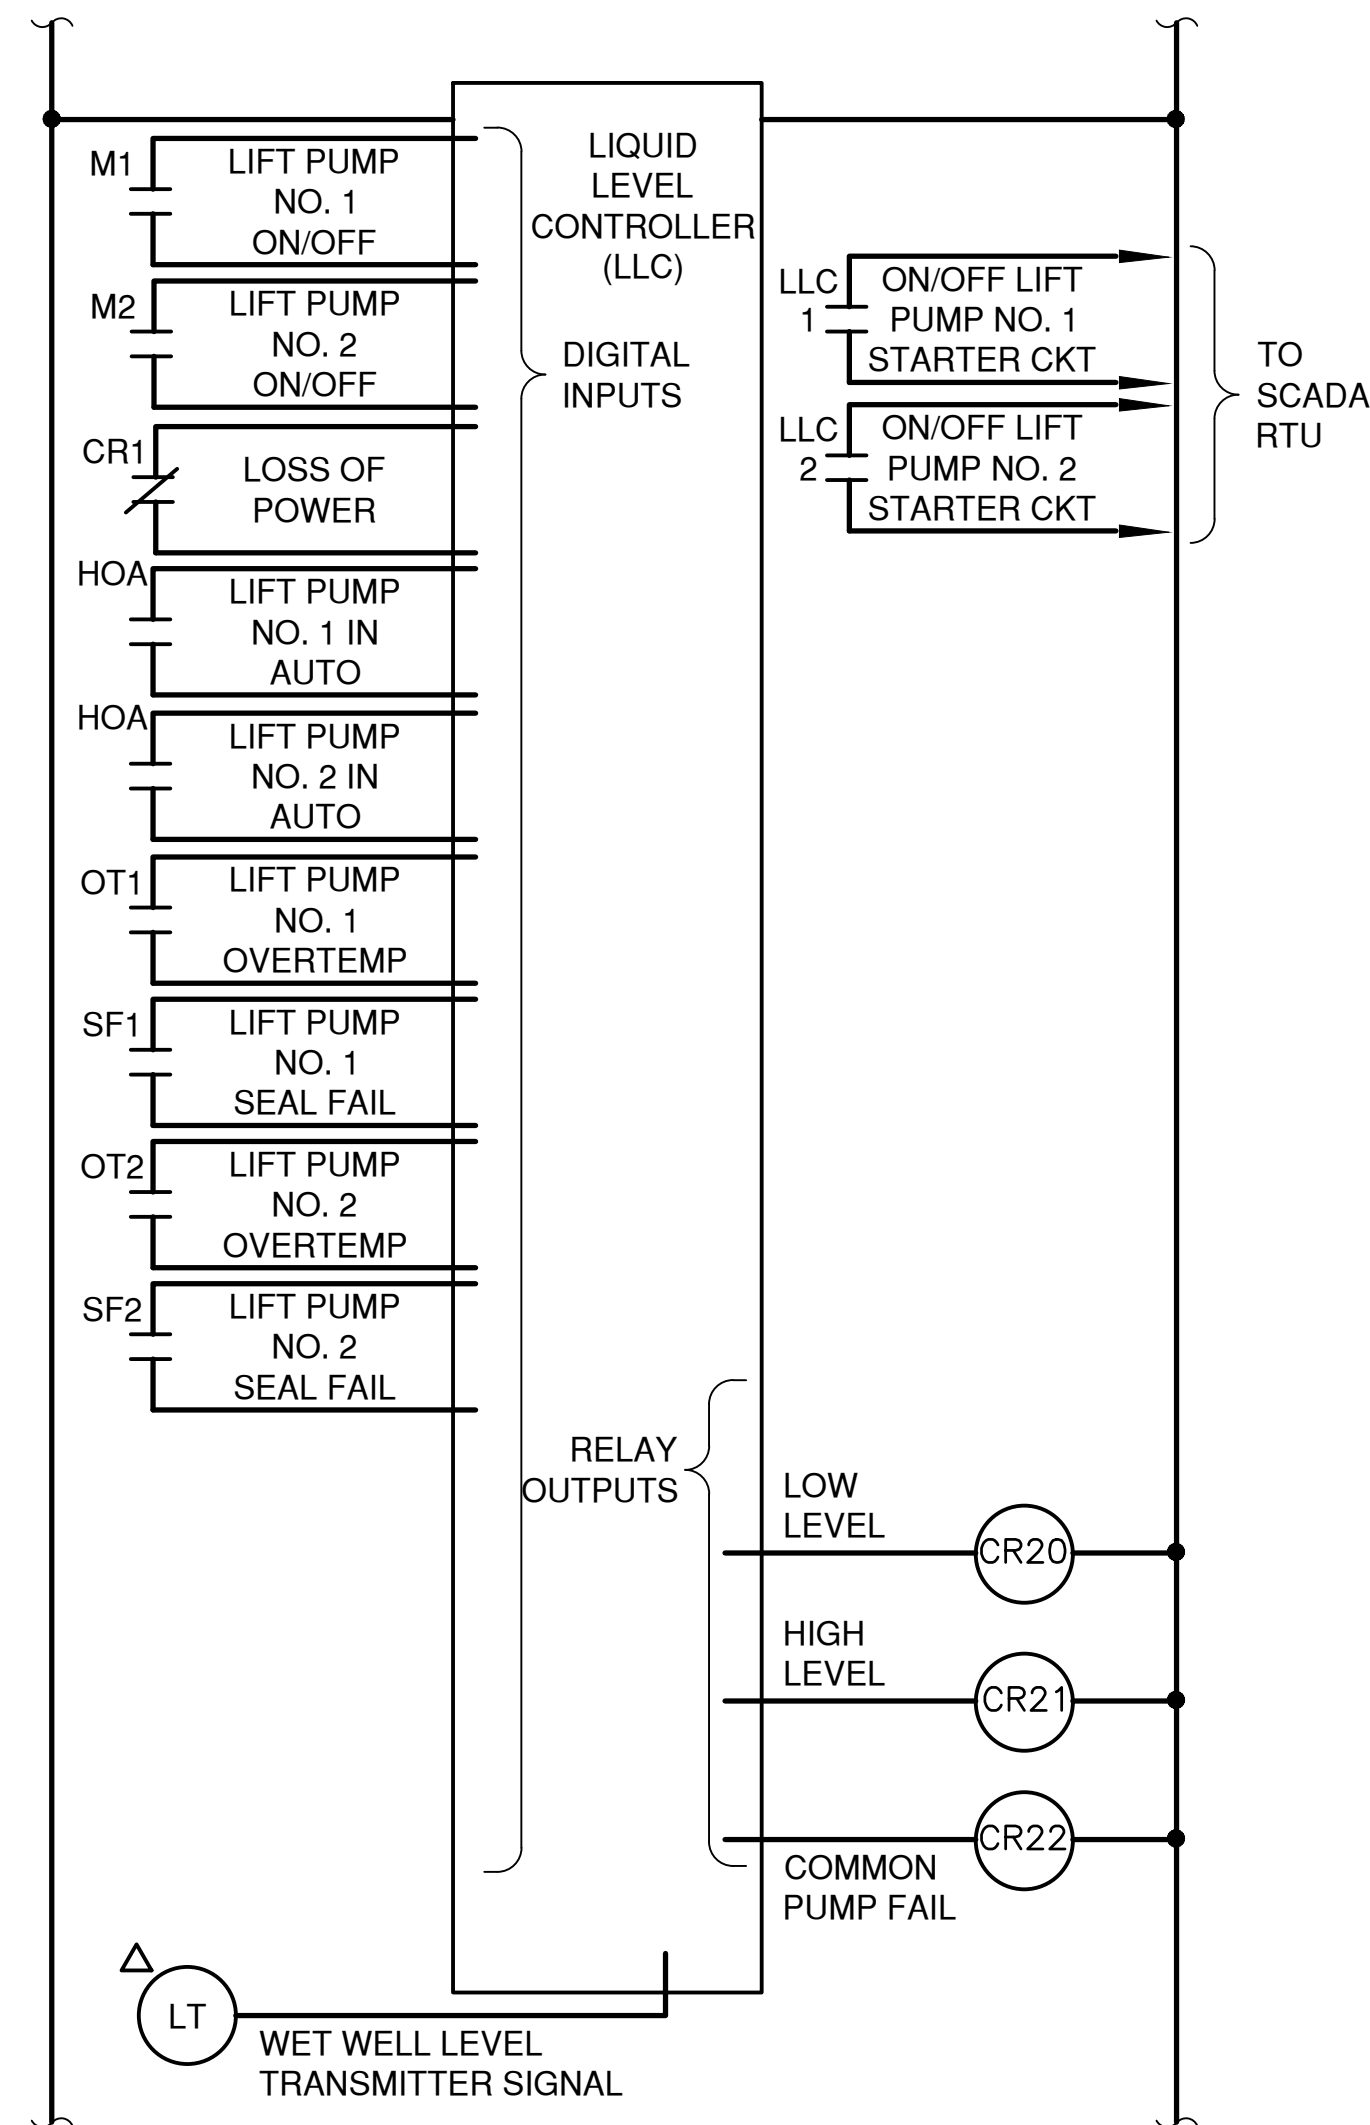 M1
LIFT PUMP
NO. 1
ON/OFF
M2
LIFT PUMP
NO. 2
ON/OFF
CR1
LOSS OF
POWER
HOA
LIFT PUMP
NO. 1 IN
AUTO
HOA
LIFT PUMP
NO. 2 IN
AUTO
OT1
LIFT PUMP
NO. 1
OVERTEMP
SF1
LIFT PUMP
NO. 1
SEAL FAIL
OT2
LIFT PUMP
NO. 2
OVERTEMP
SF2
LIFT PUMP
NO. 2
SEAL FAIL
LIQUID
LEVEL
CONTROLLER
(LLC)
DIGITAL
INPUTS
LLC
1
ON/OFF LIFT
PUMP NO. 1
STARTER CKT
LLC
2
ON/OFF LIFT
PUMP NO. 2
STARTER CKT
TO
SCADA
RTU
RELAY
OUTPUTS
LOW
LEVEL
CR20
HIGH
LEVEL
CR21
CR22
COMMON
PUMP FAIL
LT
WET WELL LEVEL
TRANSMITTER SIGNAL